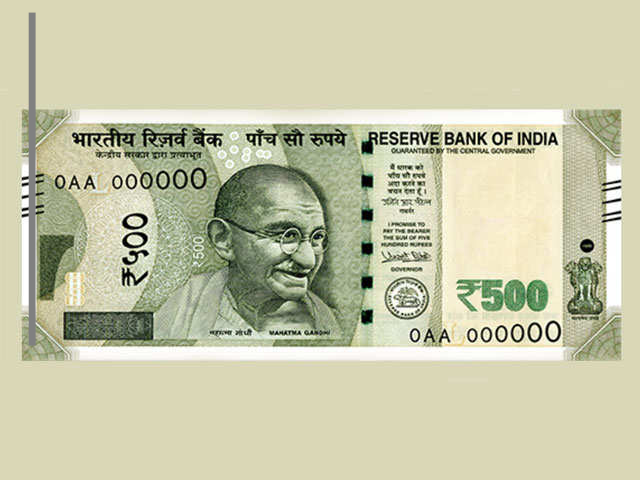 भारतीय रिज़र्व बैंक
केन्द्रीय सरकार द्वारा प्रत्याभूत
पाँच सौ रुपये
RESERVE BANK OF INDIA
GUARANTEED BY THE CENTRAL GOVERNMENT
0AA 000000
₹५००
₹500
मैं धारक को
पाँच सौ रुपये
अदा करने का
वचन देता हूँ।
गवर्नर
I PROMISE TO
PAY THE BEARER
THE SUM OF FIVE
HUNDRED RUPEES
GOVERNOR
₹500
महात्मा गांधी
MAHATMA GANDHI
0AA 000000